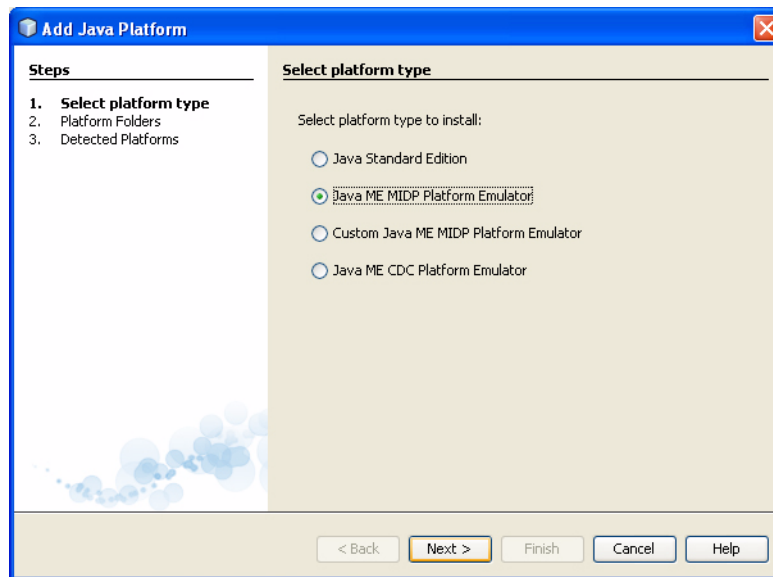 Add Java Platform
Steps
1. Select platform type
2. Platform Folders
3. Detected Platforms
Select platform type
Select platform type to install:
Java Standard Edition
Java ME MIDP Platform Emulator
Custom Java ME MIDP Platform Emulator
Java ME CDC Platform Emulator
< Back Next > Finish Cancel Help